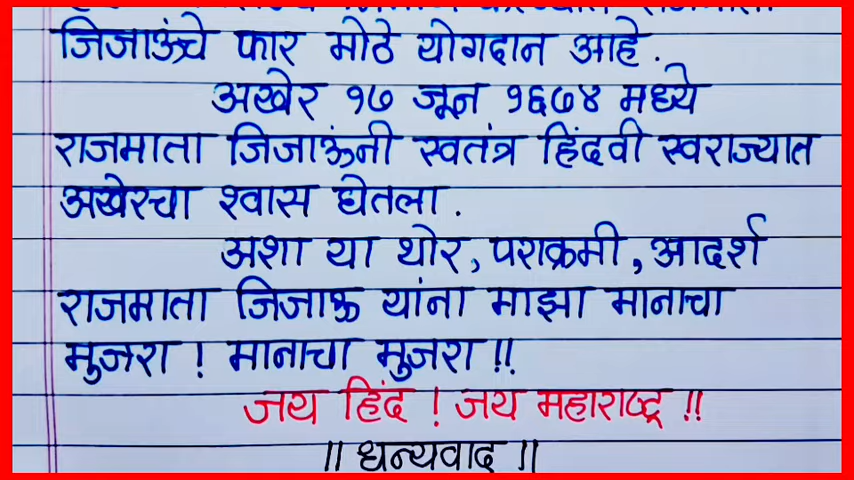 जिजाऊंचे फार मोठे योगदान आहे.
अखेर १७ जून १६७४ मध्ये
राजमाता जिजाऊंनी स्वतंत्र हिंदवी स्वराज्यात
अखेरचा श्वास घेतला.
अशा या थोर, पराक्रमी, आदर्श
राजमाता जिजाऊ यांना माझा मानाचा
मुजरा! मानाचा मुजरा!!
जय हिंद! जय महाराष्ट्र!!
॥ धन्यवाद ॥